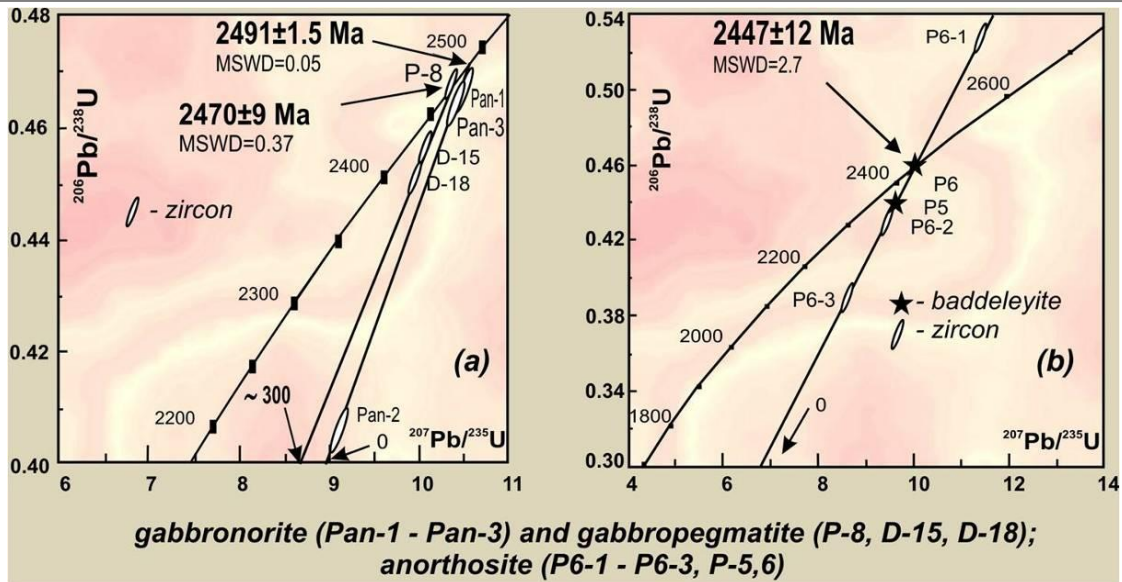 0.48
0.46
0.44
0.42
0.40
6
7
8
9
10
11
206Pb/238U
207Pb/235U
2491±1.5 Ma
MSWD=0.05
2470±9 Ma
MSWD=0.37
2500
2400
2300
2200
P-8
Pan-1
Pan-3
D-15
D-18
Pan-2
- zircon
~ 300
0
(a)
0.54
0.50
0.46
0.42
0.38
0.34
0.30
4
6
8
10
12
14
206Pb/238U
207Pb/235U
2447±12 Ma
MSWD=2.7
P6-1
2600
2400
2200
2000
1800
P6
P5
P6-2
P6-3
- baddeleyite
- zircon
0
(b)
gabbronorite (Pan-1 - Pan-3) and gabbropegmatite (P-8, D-15, D-18);
anorthosite (P6-1 - P6-3, P-5,6)